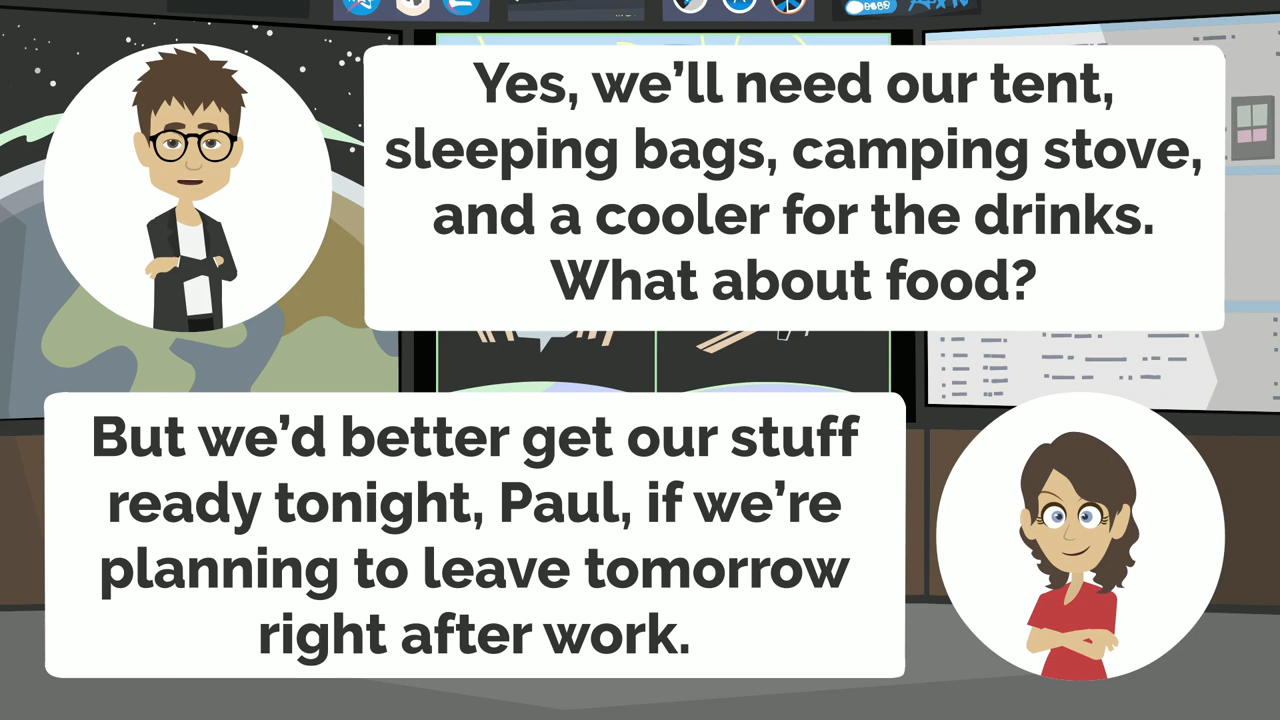 Yes, we’ll need our tent,
sleeping bags, camping stove,
and a cooler for the drinks.
What about food?
But we’d better get our stuff
ready tonight, Paul, if we’re
planning to leave tomorrow
right after work.